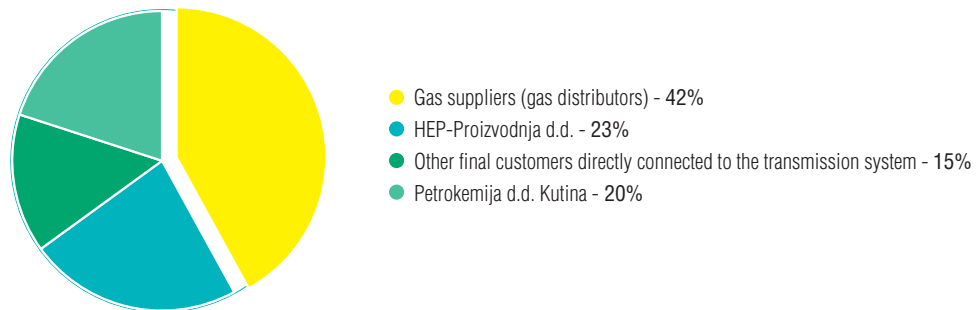 Gas suppliers (gas distributors) - 42%
HEP-Proizvodnja d.d. - 23%
Other final customers directly connected to the transmission system - 15%
Petrokemija d.d. Kutina - 20%